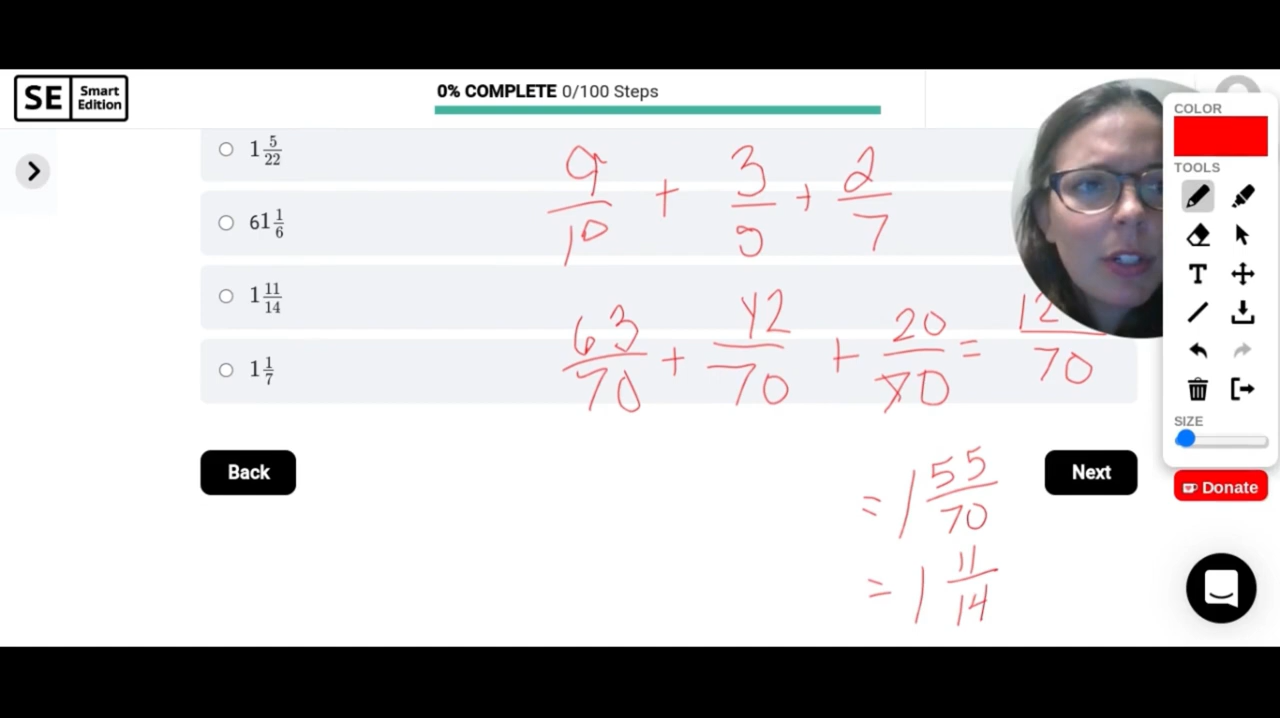 SE Smart Edition
0% COMPLETE 0/100 Steps
COLOR
TOOLS
T
SIZE
Donate
1 5/22
61 1/6
1 11/14
1 1/7
9/10 + 3/5 + 2/7
63/70 + 42/70 + 20/70 = 12 /70
= 1 55/70
= 1 11/14
Back
Next